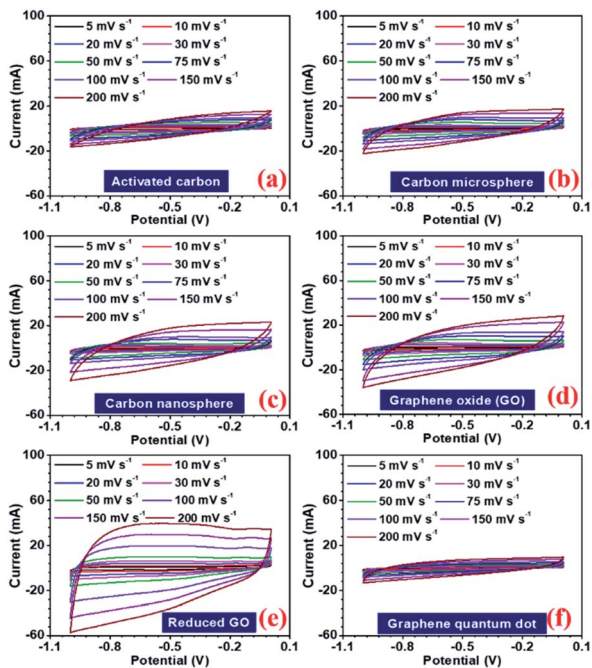 100
60
20
-20
-60
Current (mA)
5 mV s-1 10 mV s-1
20 mV s-1 30 mV s-1
50 mV s-1 75 mV s-1
100 mV s-1 150 mV s-1
200 mV s-1
Activated carbon (a)
-1.1 -0.8 -0.5 -0.2 0.1
Potential (V)
100
60
20
-20
-60
Current (mA)
5 mV s-1 10 mV s-1
20 mV s-1 30 mV s-1
50 mV s-1 75 mV s-1
100 mV s-1 150 mV s-1
200 mV s-1
Carbon microsphere (b)
-1.1 -0.8 -0.5 -0.2 0.1
Potential (V)
100
60
20
-20
-60
Current (mA)
5 mV s-1 10 mV s-1
20 mV s-1 30 mV s-1
50 mV s-1 75 mV s-1
100 mV s-1 150 mV s-1
200 mV s-1
Carbon nanosphere (c)
-1.1 -0.8 -0.5 -0.2 0.1
Potential (V)
100
60
20
-20
-60
Current (mA)
5 mV s-1 10 mV s-1
20 mV s-1 30 mV s-1
50 mV s-1 75 mV s-1
100 mV s-1 150 mV s-1
200 mV s-1
Graphene oxide (GO) (d)
-1.1 -0.8 -0.5 -0.2 0.1
Potential (V)
100
60
20
-20
-60
Current (mA)
5 mV s-1 10 mV s-1
20 mV s-1 30 mV s-1
50 mV s-1 100 mV s-1
150 mV s-1 200 mV s-1
(e) Reduced GO
-1.1 -0.8 -0.5 -0.2 0.1
Potential (V)
100
60
20
-20
-60
Current (mA)
5 mV s-1 10 mV s-1
20 mV s-1 30 mV s-1
50 mV s-1 75 mV s-1
100 mV s-1 150 mV s-1
200 mV s-1
Graphene quantum dot (f)
-1.1 -0.8 -0.5 -0.2 0.1
Potential (V)